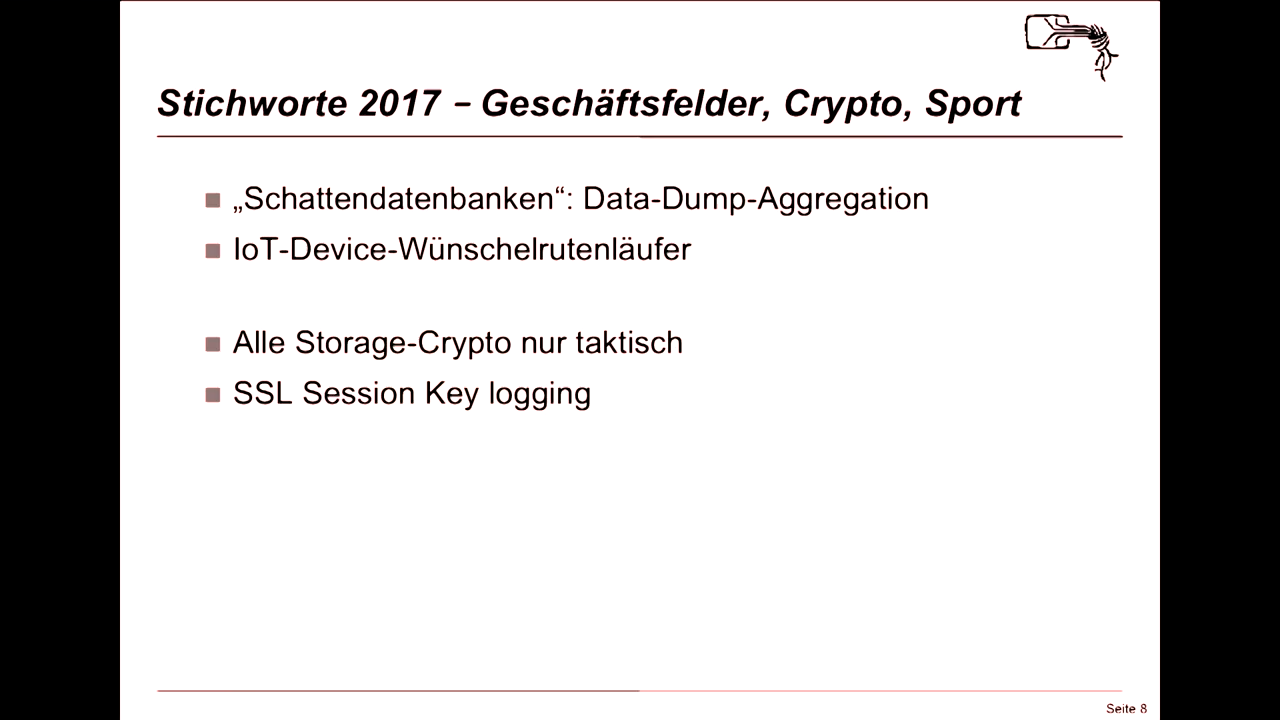 Stichworte 2017 – Geschäftsfelder, Crypto, Sport
„Schattendatenbanken“: Data-Dump-Aggregation
IoT-Device-Wünschelrutenläufer
Alle Storage-Crypto nur taktisch
SSL Session Key logging
Seite 8